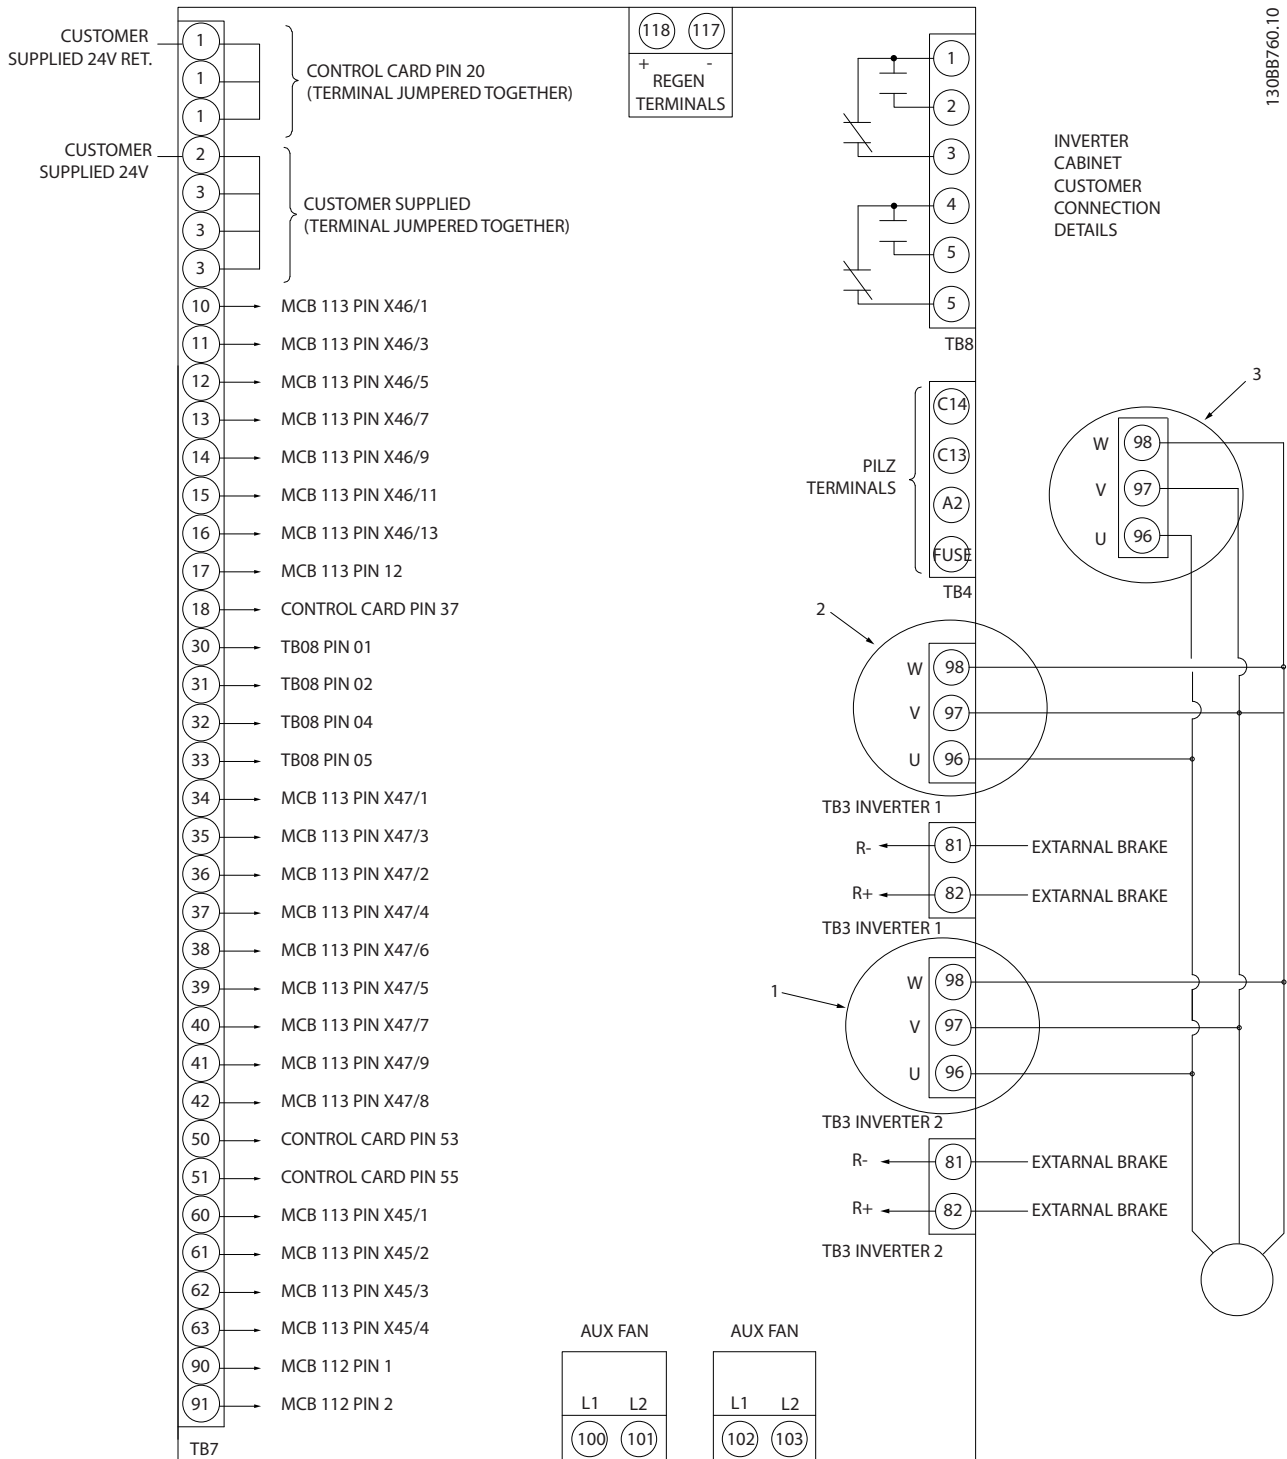 130BB760.10
CUSTOMER
SUPPLIED 24V RET.
1
1
1
CONTROL CARD PIN 20
(TERMINAL JUMPERED TOGETHER)
CUSTOMER
SUPPLIED 24V
2
3
3
3
CUSTOMER SUPPLIED
(TERMINAL JUMPERED TOGETHER)
10 MCB 113 PIN X46/1
11 MCB 113 PIN X46/3
12 MCB 113 PIN X46/5
13 MCB 113 PIN X46/7
14 MCB 113 PIN X46/9
15 MCB 113 PIN X46/11
16 MCB 113 PIN X46/13
17 MCB 113 PIN 12
18 CONTROL CARD PIN 37
30 TB08 PIN 01
31 TB08 PIN 02
32 TB08 PIN 04
33 TB08 PIN 05
34 MCB 113 PIN X47/1
35 MCB 113 PIN X47/3
36 MCB 113 PIN X47/2
37 MCB 113 PIN X47/4
38 MCB 113 PIN X47/6
39 MCB 113 PIN X47/5
40 MCB 113 PIN X47/7
41 MCB 113 PIN X47/9
42 MCB 113 PIN X47/8
50 CONTROL CARD PIN 53
51 CONTROL CARD PIN 55
60 MCB 113 PIN X45/1
61 MCB 113 PIN X45/2
62 MCB 113 PIN X45/3
63 MCB 113 PIN X45/4
90 MCB 112 PIN 1
91 MCB 112 PIN 2
TB7
118 117
+ -
REGEN
TERMINALS
1
2
3
4
5
5
TB8
INVERTER
CABINET
CUSTOMER
CONNECTION
DETAILS
PILZ
TERMINALS
C14
C13
A2
FUSE
TB4
3
W 98
V 97
U 96
2
W 98
V 97
U 96
TB3 INVERTER 1
R- 81 EXTARNAL BRAKE
R+ 82 EXTARNAL BRAKE
TB3 INVERTER 1
1
W 98
V 97
U 96
TB3 INVERTER 2
R- 81 EXTARNAL BRAKE
R+ 82 EXTARNAL BRAKE
TB3 INVERTER 2
AUX FAN
L1 L2
100 101
AUX FAN
L1 L2
102 103